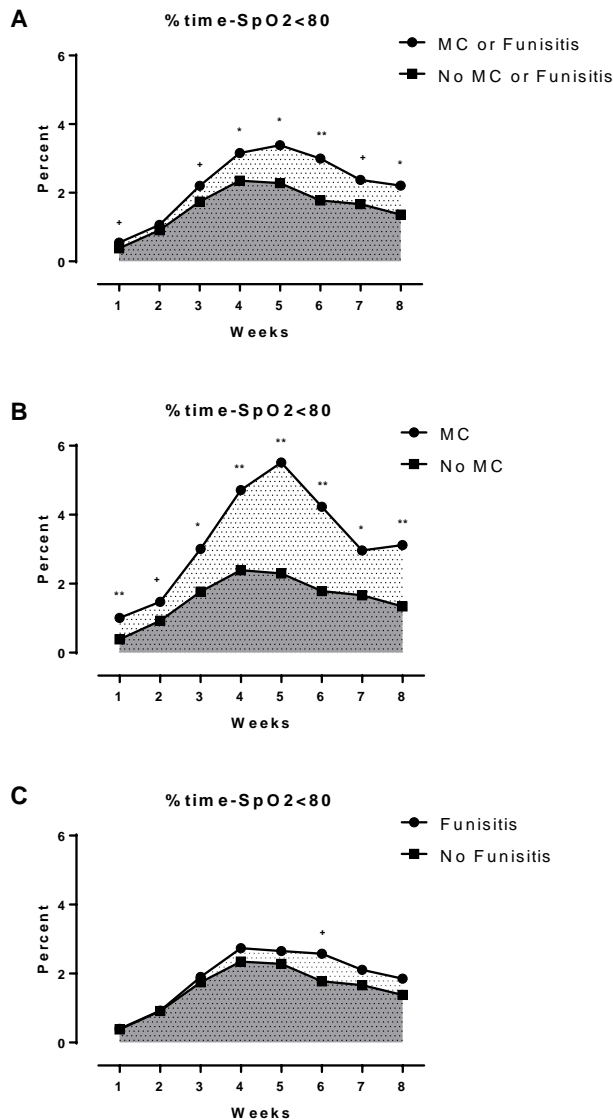 A
%time-SpO2<80
MC or Funisitis
No MC or Funisitis
Percent
6
4
2
0
+ + * * ** + *
1 2 3 4 5 6 7 8
Weeks
B
%time-SpO2<80
MC
No MC
Percent
6
4
2
0
** + * ** ** ** * **
1 2 3 4 5 6 7 8
Weeks
C
%time-SpO2<80
Funisitis
No Funisitis
Percent
6
4
2
0
+
1 2 3 4 5 6 7 8
Weeks